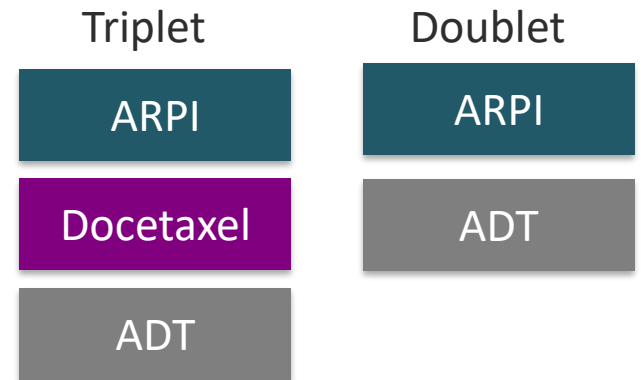 Triplet
ARPI
Docetaxel
ADT
Doublet
ARPI
ADT